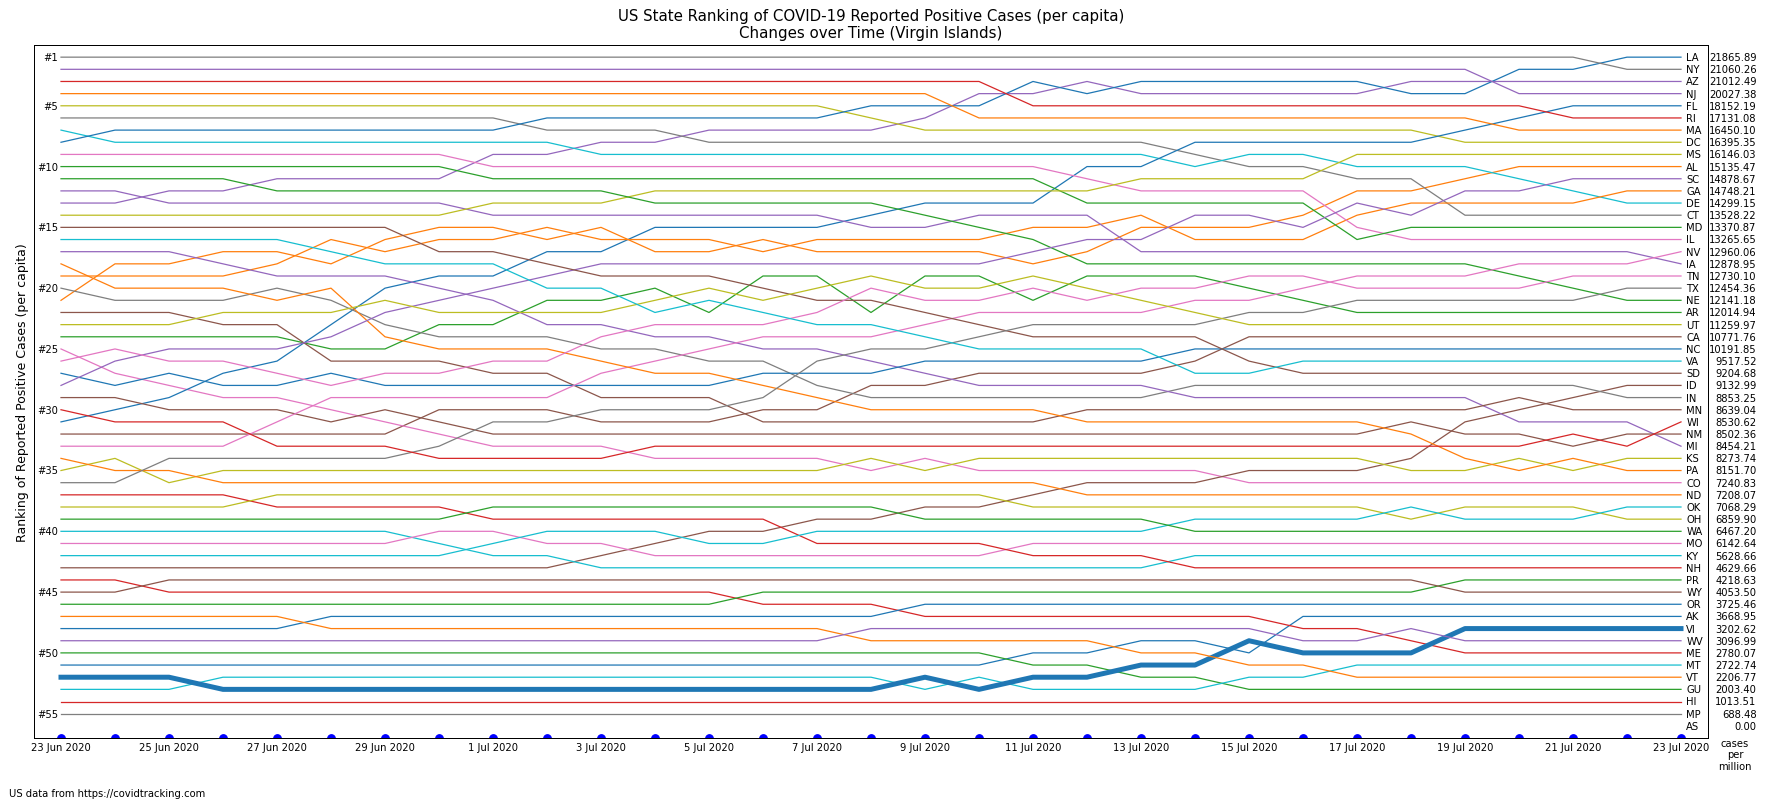 US State Ranking of COVID-19 Reported Positive Cases (per capita)
Changes over Time (Virgin Islands)
Ranking of Reported Positive Cases (per capita)
#1
#5
#10
#15
#20
#25
#30
#35
#40
#45
#50
#55
LA 21865.89
NY 21060.26
AZ 21012.49
NJ 20027.38
FL 18152.19
RI 17131.08
MA 16450.10
DC 16395.35
MS 16146.03
AL 15135.47
SC 14878.67
GA 14748.21
DE 14299.15
CT 13528.22
MD 13370.87
IL 13265.65
NV 12960.06
IA 12878.95
TN 12730.10
TX 12454.36
NE 12141.18
AR 12014.94
UT 11259.97
CA 10771.76
NC 10191.85
VA 9517.52
SD 9204.68
ID 9132.99
IN 8853.25
MN 8639.04
WI 8530.62
NM 8502.36
MI 8454.21
KS 8273.74
PA 8151.70
CO 7240.83
ND 7208.07
OK 7068.29
OH 6859.90
WA 6467.20
MO 6142.64
KY 5628.66
NH 4629.66
PR 4218.63
WY 4053.50
OR 3725.46
AK 3668.95
VI 3202.62
WV 3096.99
ME 2780.07
MT 2722.74
VT 2206.77
GU 2003.40
HI 1013.51
MP 688.48
AS 0.00
23 Jun 2020 25 Jun 2020 27 Jun 2020 29 Jun 2020 1 Jul 2020 3 Jul 2020 5 Jul 2020 7 Jul 2020 9 Jul 2020 11 Jul 2020 13 Jul 2020 15 Jul 2020 17 Jul 2020 19 Jul 2020 21 Jul 2020 23 Jul 2020
cases
per
million
US data from https://covidtracking.com